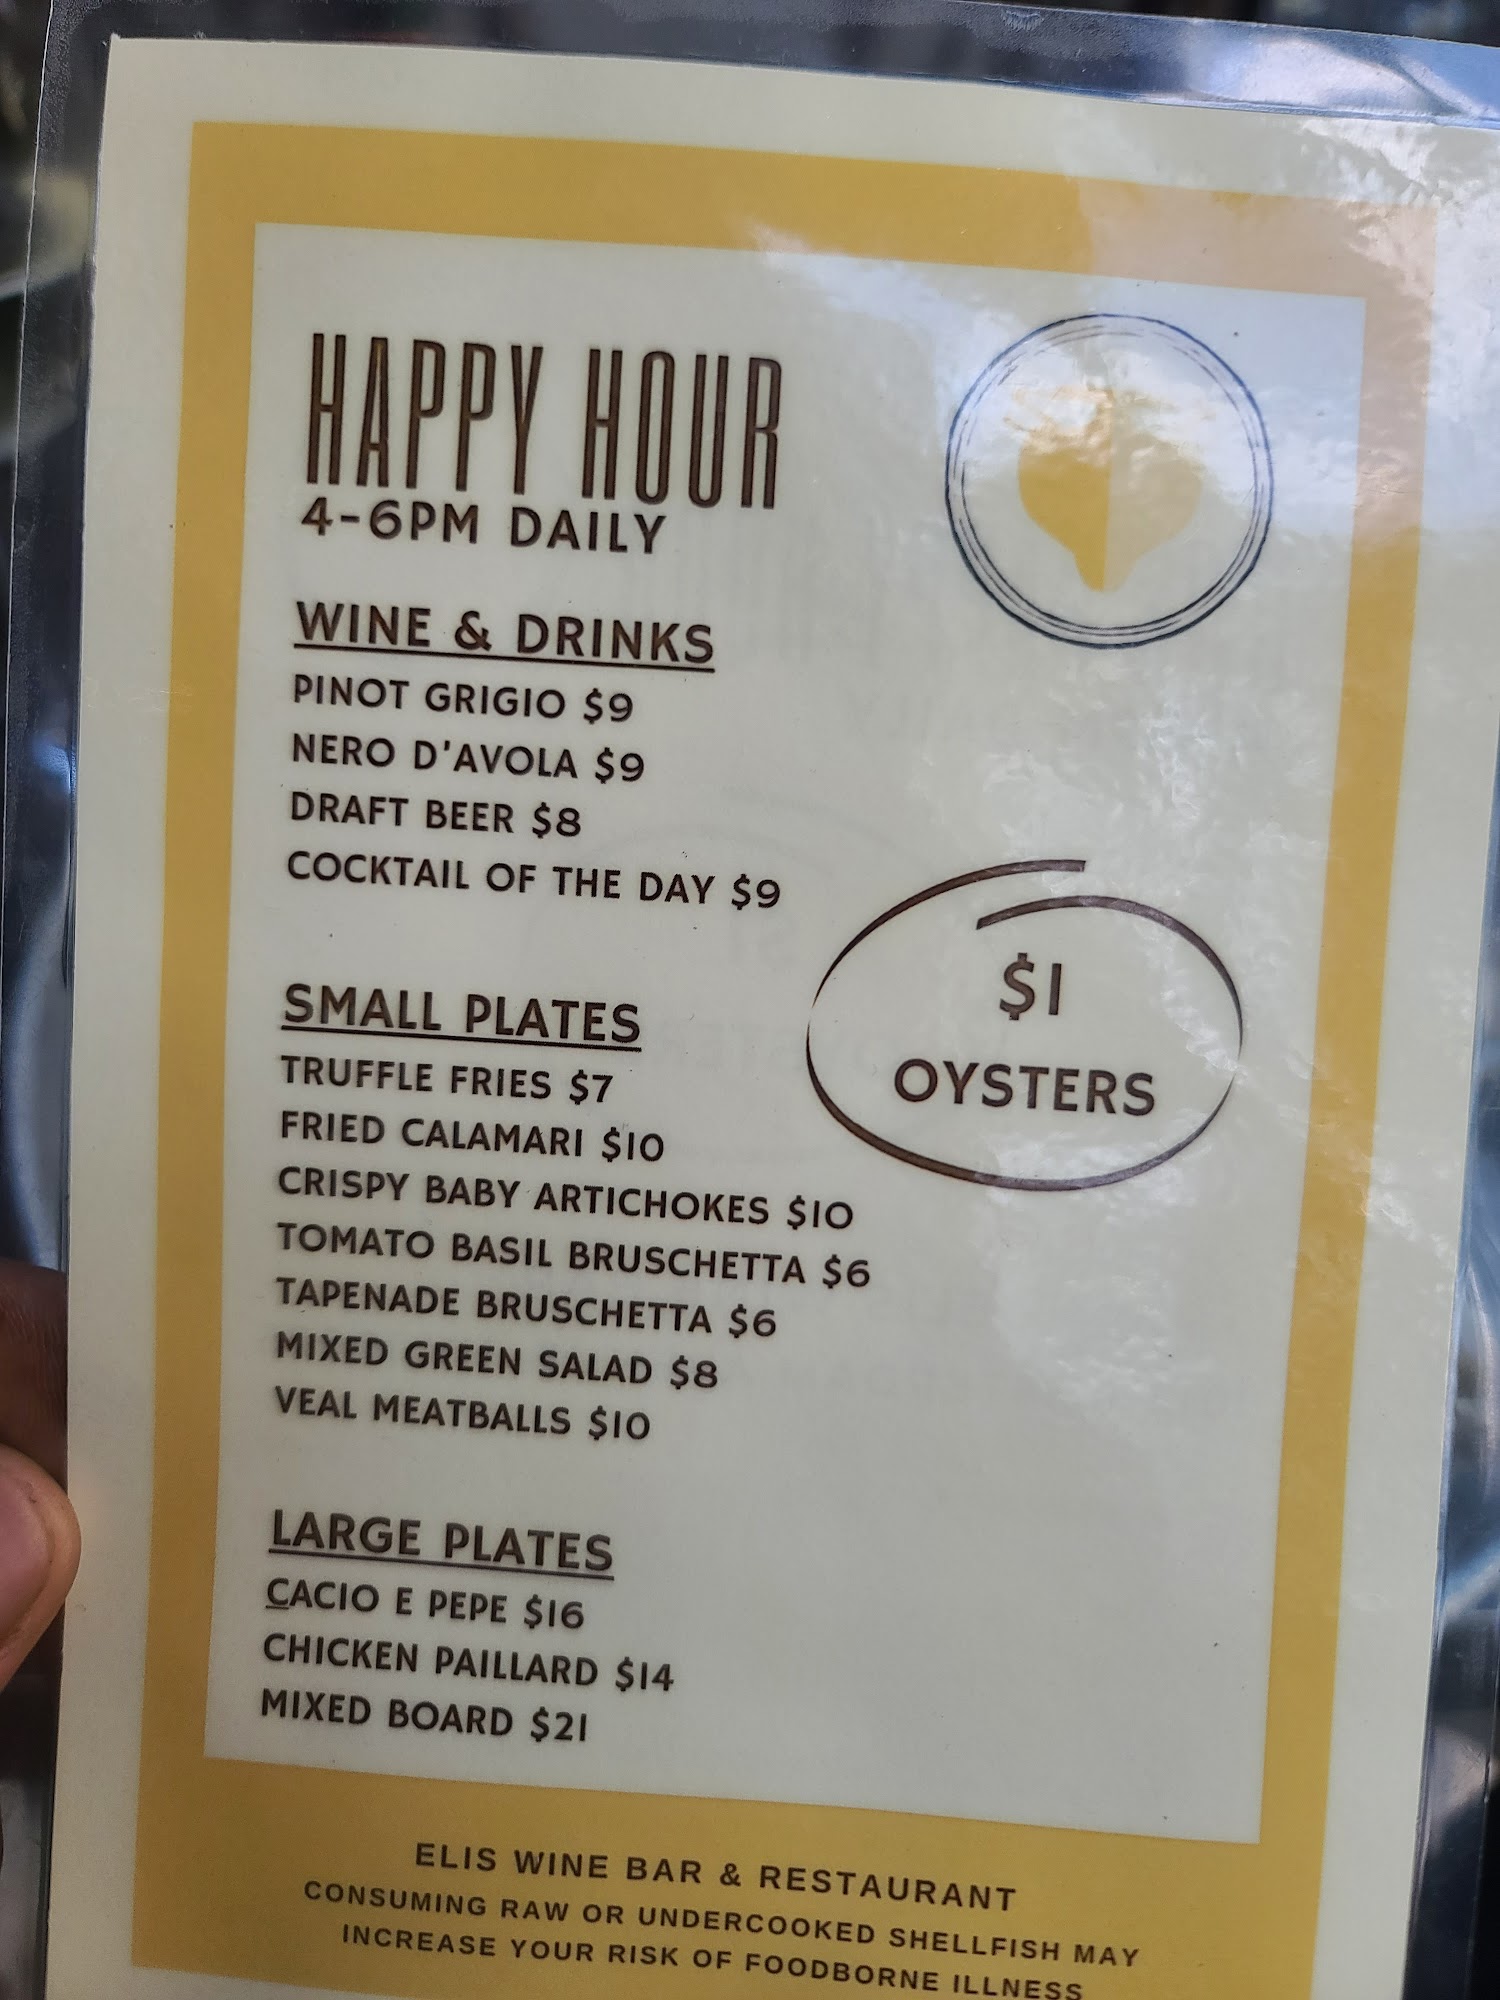 HAPPY HOUR
4-6PM DAILY
WINE & DRINKS
PINOT GRIGIO $9
NERO D'AVOLA $9
DRAFT BEER $8
COCKTAIL OF THE DAY $9
$1
OYSTERS
SMALL PLATES
TRUFFLE FRIES $7
FRIED CALAMARI $10
CRISPY BABY ARTICHOKES $10
TOMATO BASIL BRUSCHETTA $6
TAPENADE BRUSCHETTA $6
MIXED GREEN SALAD $8
VEAL MEATBALLS $10
LARGE PLATES
CACIO E PEPE $16
CHICKEN PAILLARD $14
MIXED BOARD $21
ELIS WINE BAR & RESTAURANT
CONSUMING RAW OR UNDERCOOKED SHELLFISH MAY
INCREASE YOUR RISK OF FOODBORNE ILLNESS